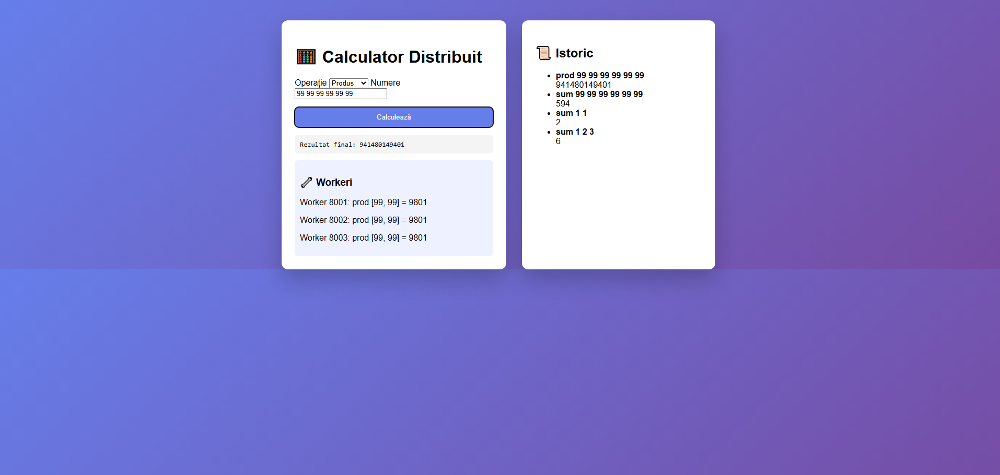 Calculator Distribuit
Operație Produs Numere
99 99 99 99 99 99
Calculează
Rezultat final: 941480149401
Workeri
Worker 8001: prod [99, 99] = 9801
Worker 8002: prod [99, 99] = 9801
Worker 8003: prod [99, 99] = 9801
Istoric
prod 99 99 99 99 99 99
941480149401
sum 99 99 99 99 99 99
594
sum 1 1
2
sum 1 2 3
6